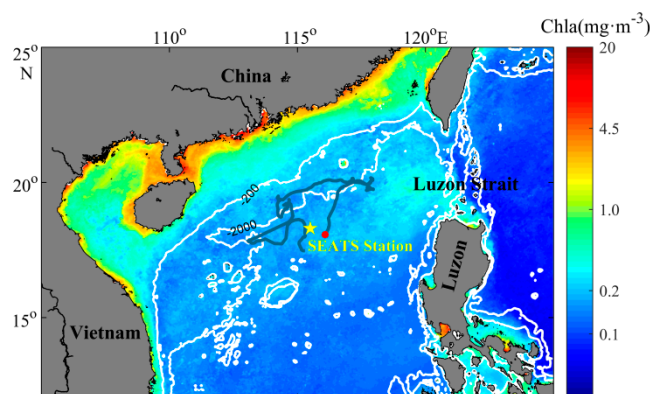 Chla(mg·m⁻³)
110°
115°
120°E
25°
N
20°
15°
China
-200
-2000
Luzon Strait
SEATS Station
Luzon
Vietnam
20
4.5
1.0
0.2
0.1